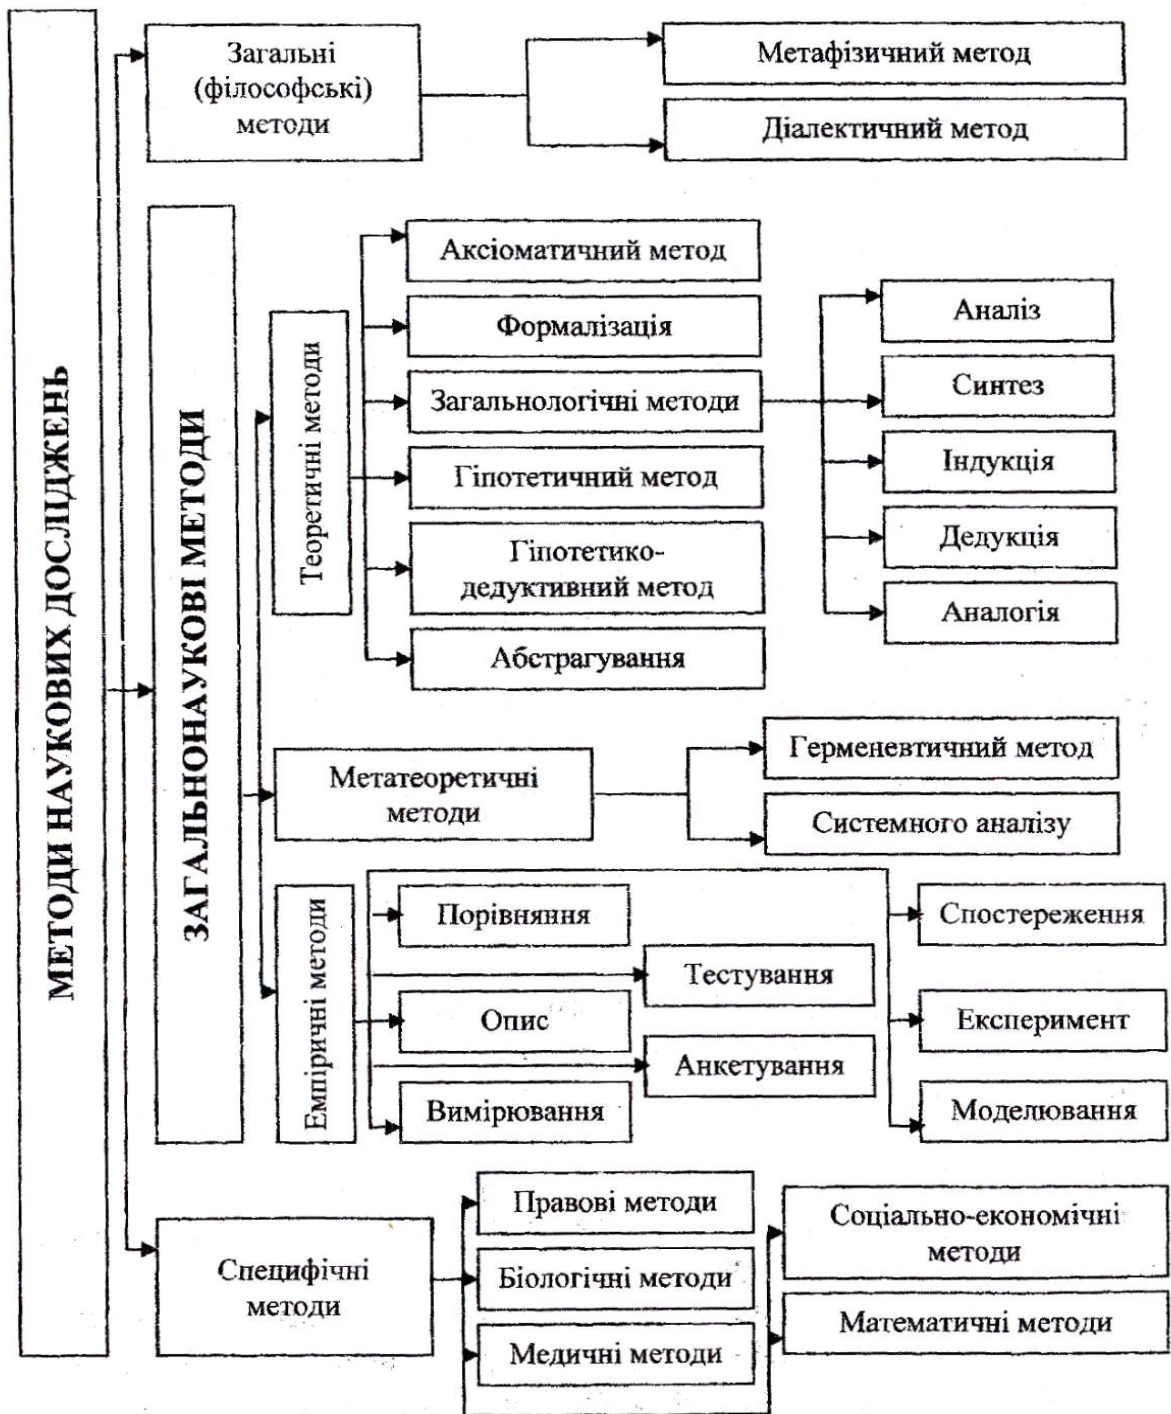 МЕТОДИ НАУКОВИХ ДОСЛІДЖЕНЬ
Загальні
(філософські)
методи
Метафізичний метод
Діалектичний метод
ЗАГАЛЬНОНАУКОВІ МЕТОДИ
Теоретичні методи
Аксіоматичний метод
Формалізація
Загальнологічні методи
Гіпотетичний метод
Гіпотетико-
дедуктивний метод
Абстрагування
Аналіз
Синтез
Індукція
Дедукція
Аналогія
Метатеоретичні
методи
Герменевтичний метод
Системного аналізу
Емпіричні методи
Порівняння
Тестування
Опис
Анкетування
Вимірювання
Спостереження
Експеримент
Моделювання
Специфічні
методи
Правові методи
Біологічні методи
Медичні методи
Соціально-економічні
методи
Математичні методи